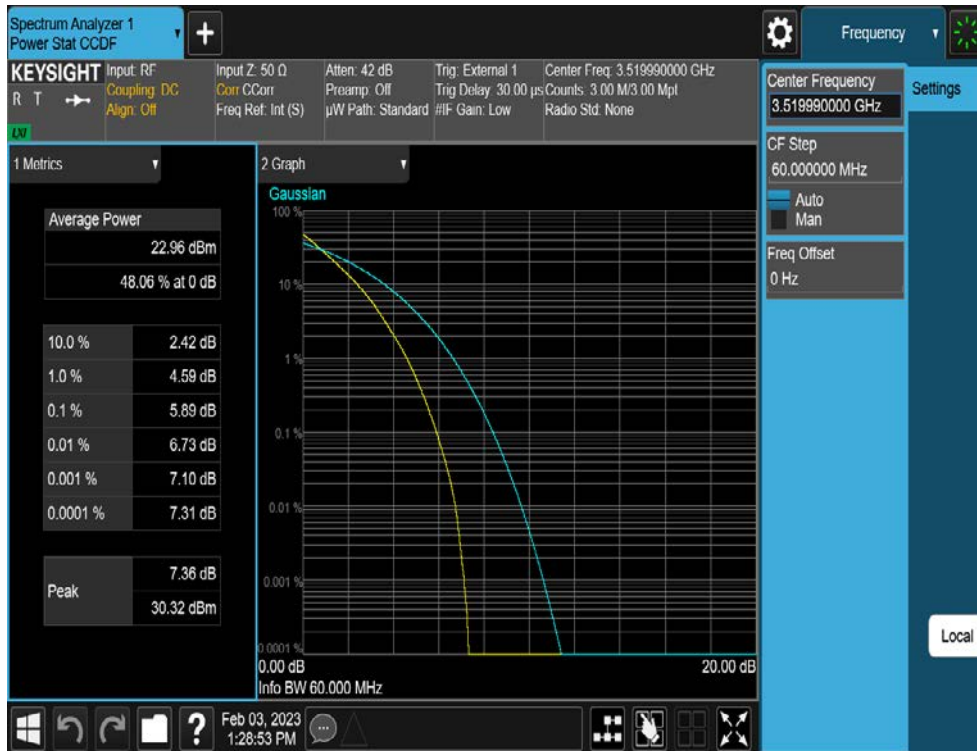 Spectrum Analyzer 1
Power Stat CCDF
+
Frequency
KEYSIGHT
R T
LXI
Input: RF
Coupling: DC
Align: Off
Input Z: 50 Ω
Corr CCorr
Freq Ref: Int (S)
Atten: 42 dB
Preamp: Off
µW Path: Standard
Trig: External 1
Trig Delay: 30.00 µs
#IF Gain: Low
Center Freq: 3.519990000 GHz
Counts: 3.00 M/3.00 Mpt
Radio Std: None
Center Frequency
3.519990000 GHz
Settings
CF Step
60.000000 MHz
Auto
Man
Freq Offset
0 Hz
Local
1 Metrics
Average Power
22.96 dBm
48.06 % at 0 dB
10.0 % 2.42 dB
1.0 % 4.59 dB
0.1 % 5.89 dB
0.01 % 6.73 dB
0.001 % 7.10 dB
0.0001 % 7.31 dB
Peak
7.36 dB
30.32 dBm
2 Graph
Gaussian
100 %
10 %
1 %
0.1 %
0.01 %
0.001 %
0.0001 %
0.00 dB 20.00 dB
Info BW 60.000 MHz
?
Feb 03, 2023
1:28:53 PM